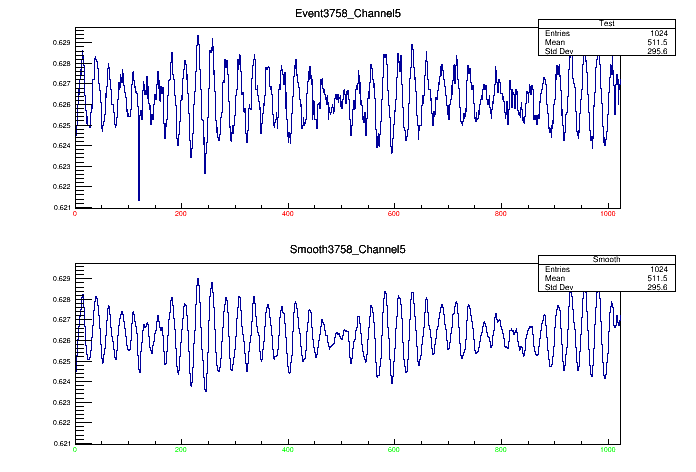 Event3758_Channel5
Test
Entries 1024
Mean 511.5
Std Dev 295.6
0.629
0.628
0.627
0.626
0.625
0.624
0.623
0.622
0.621
0 200 400 600 800 1000
Smooth3758_Channel5
Smooth
Entries 1024
Mean 511.5
Std Dev 295.6
0.629
0.628
0.627
0.626
0.625
0.624
0.623
0.622
0.621
0 200 400 600 800 1000